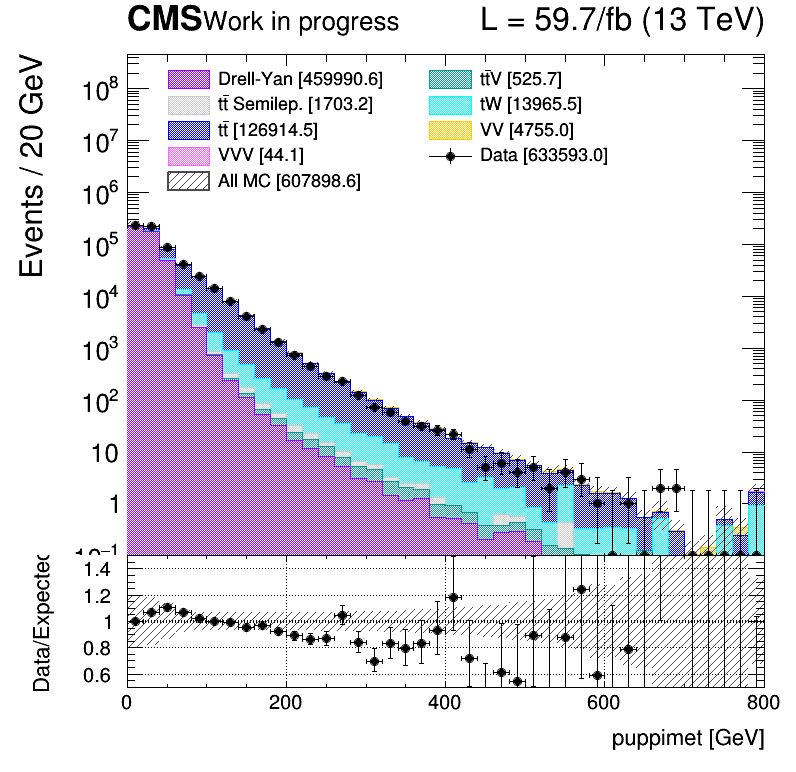 CMS Work in progress L = 59.7/fb (13 TeV)
Events / 20 GeV
Drell-Yan [459990.6] tt̄V [525.7]
tt̄ Semilep. [1703.2] tW [13965.5]
tt̄ [126914.5] VV [4755.0]
VVV [44.1] Data [633593.0]
All MC [607898.6]
10⁸
10⁷
10⁶
10⁵
10⁴
10³
10²
10
1
10⁻¹
Data/Expected
1.4
1.2
1
0.8
0.6
0 200 400 600 800
puppimet [GeV]